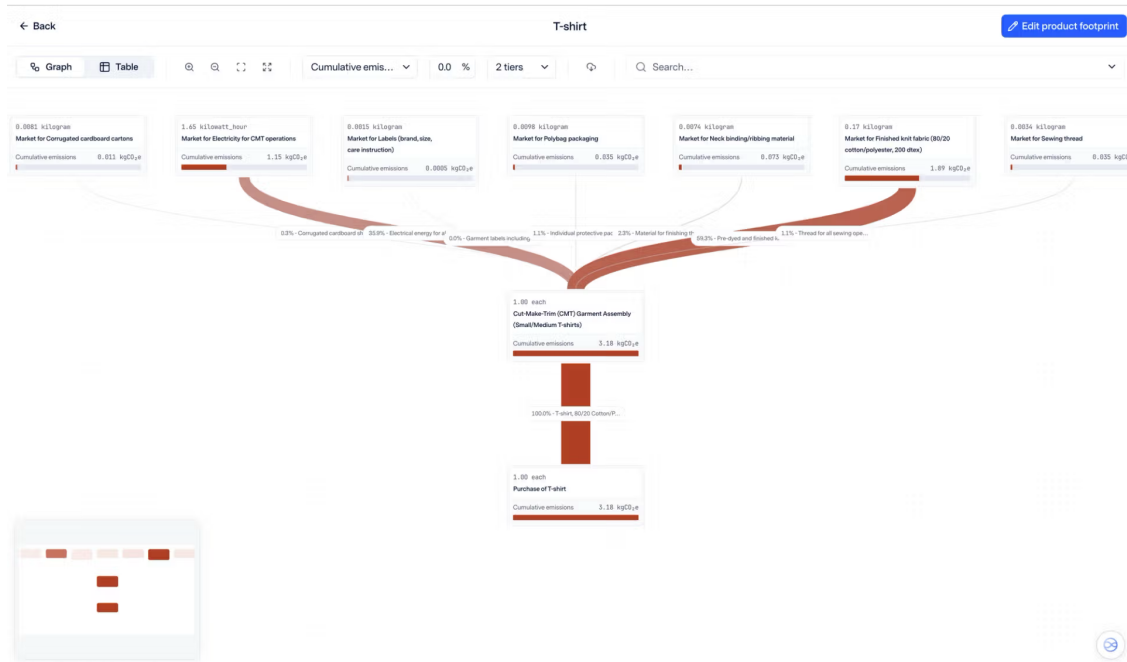 Back
T-shirt
Edit product footprint
Graph
Table
Cumulative emis...
0.0 %
2 tiers
Search...
0.0081 kilogram
Market for Corrugated cardboard cartons
Cumulative emissions 0.011 kgCO₂e
1.65 kilowatt_hour
Market for Electricity for CMT operations
Cumulative emissions 1.15 kgCO₂e
0.0015 kilogram
Market for Labels (brand, size,
care instruction)
Cumulative emissions 0.0005 kgCO₂e
0.0098 kilogram
Market for Polybag packaging
Cumulative emissions 0.035 kgCO₂e
0.0074 kilogram
Market for Neck binding/ribbing material
Cumulative emissions 0.073 kgCO₂e
0.17 kilogram
Market for Finished knit fabric (80/20
cotton/polyester, 200 dtex)
Cumulative emissions 1.89 kgCO₂e
0.0034 kilogram
Market for Sewing thread
Cumulative emissions 0.035 kgC
0.3% - Corrugated cardboard sh
35.9% - Electrical energy for a
0.0% - Garment labels including
1.1% - Individual protective pac
2.3% - Material for finishing th
59.3% - Pre-dyed and finished k
1.1% - Thread for all sewing ope...
1.00 each
Cut-Make-Trim (CMT) Garment Assembly
(Small/Medium T-shirts)
Cumulative emissions 3.18 kgCO₂e
100.0% - T-shirt, 80/20 Cotton/P...
1.00 each
Purchase of T-shirt
Cumulative emissions 3.18 kgCO₂e